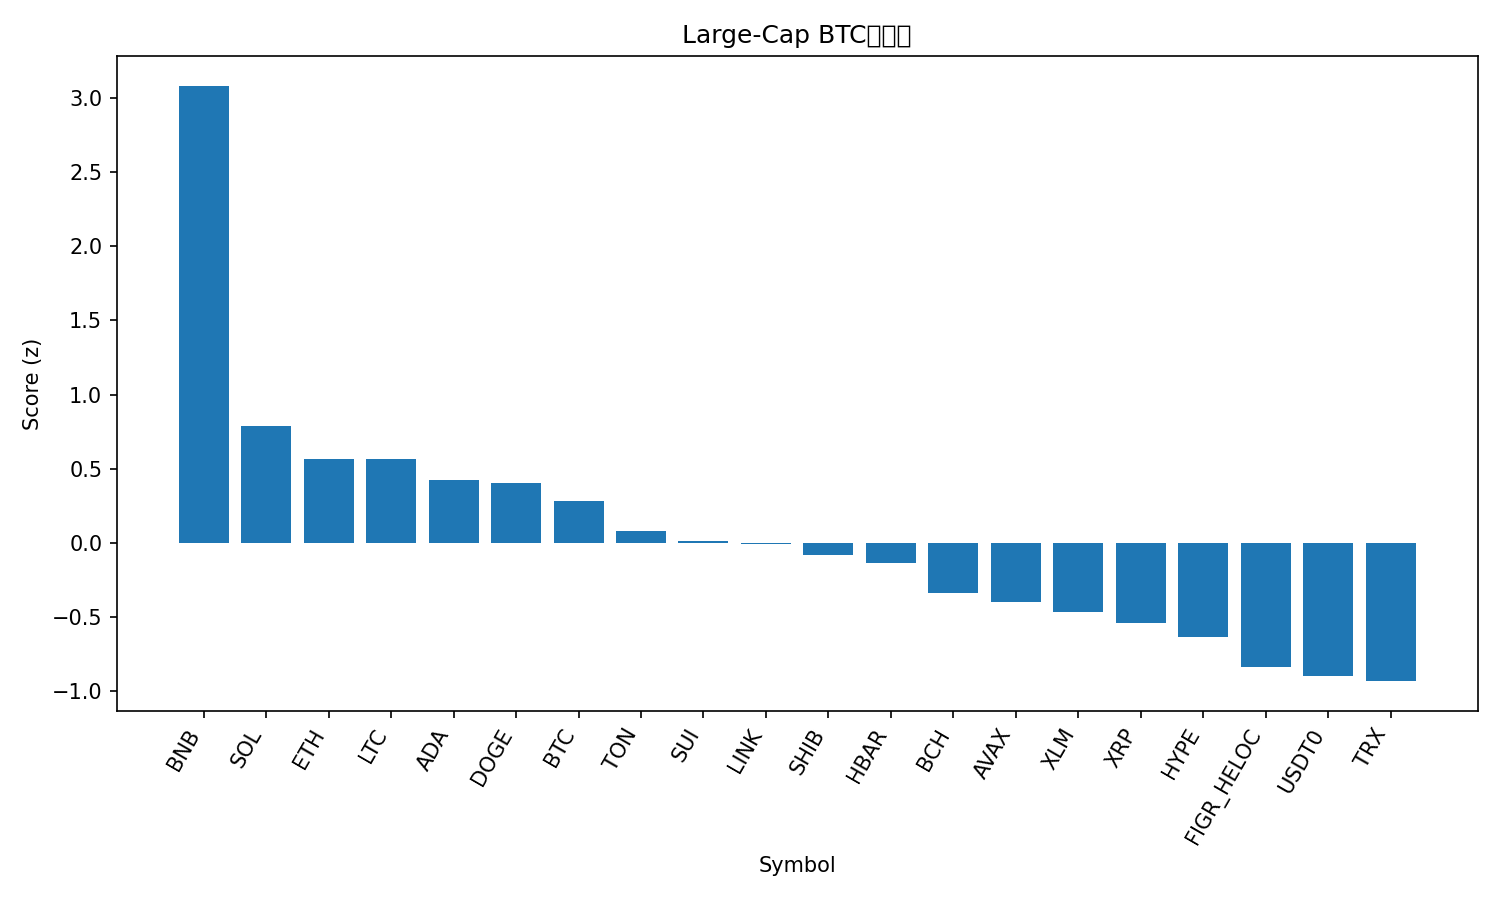 Large-Cap BTC
Score (z)
3.0
2.5
2.0
1.5
1.0
0.5
0.0
−0.5
−1.0
BNB
SOL
ETH
LTC
ADA
DOGE
BTC
TON
SUI
LINK
SHIB
HBAR
BCH
AVAX
XLM
XRP
HYPE
FIGR_HELOC
USDT0
TRX
Symbol